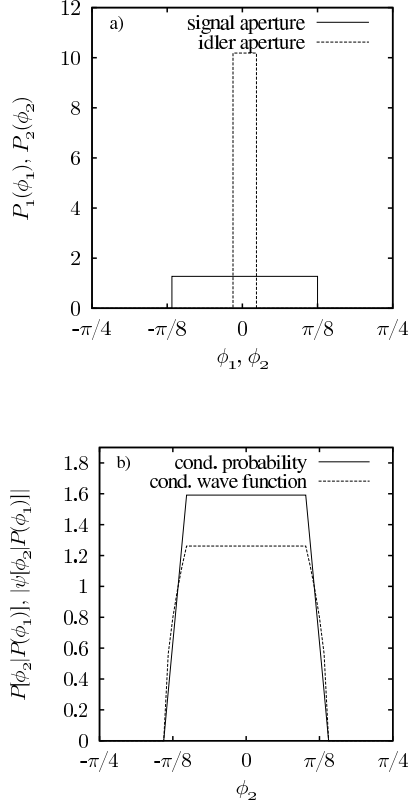 12
a)
signal aperture
idler aperture
10
8
6
4
2
0
P₁(ϕ₁), P₂(ϕ₂)
-π/4 -π/8 0 π/8 π/4
ϕ₁, ϕ₂
b)
cond. probability
cond. wave function
1.8
1.6
1.4
1.2
1
0.8
0.6
0.4
0.2
0
P[ϕ₂|P(ϕ₁)], |ψ[ϕ₂|P(ϕ₁)]|
-π/4 -π/8 0 π/8 π/4
ϕ₂